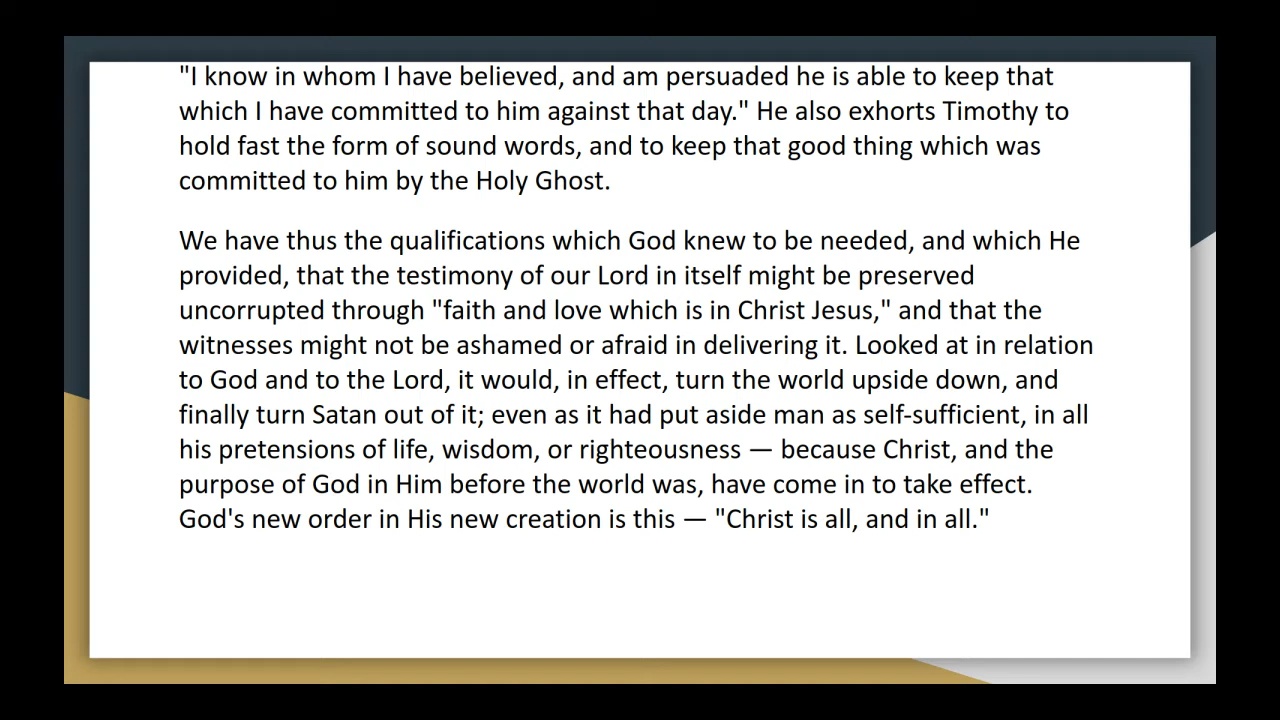 "I know in whom I have believed, and am persuaded he is able to keep that
which I have committed to him against that day." He also exhorts Timothy to
hold fast the form of sound words, and to keep that good thing which was
committed to him by the Holy Ghost.
We have thus the qualifications which God knew to be needed, and which He
provided, that the testimony of our Lord in itself might be preserved
uncorrupted through "faith and love which is in Christ Jesus," and that the
witnesses might not be ashamed or afraid in delivering it. Looked at in relation
to God and to the Lord, it would, in effect, turn the world upside down, and
finally turn Satan out of it; even as it had put aside man as self-sufficient, in all
his pretensions of life, wisdom, or righteousness — because Christ, and the
purpose of God in Him before the world was, have come in to take effect.
God's new order in His new creation is this — "Christ is all, and in all."